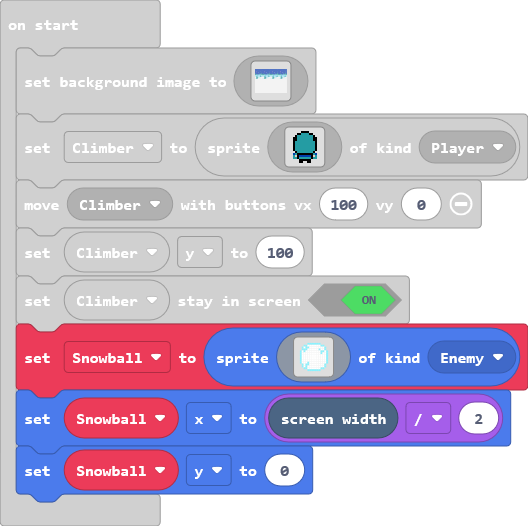 on start
set background image to
set Climber to sprite of kind Player
move Climber with buttons vx 100 vy 0
set Climber y to 100
set Climber stay in screen ON
set Snowball to sprite of kind Enemy
set Snowball x to screen width / 2
set Snowball y to 0